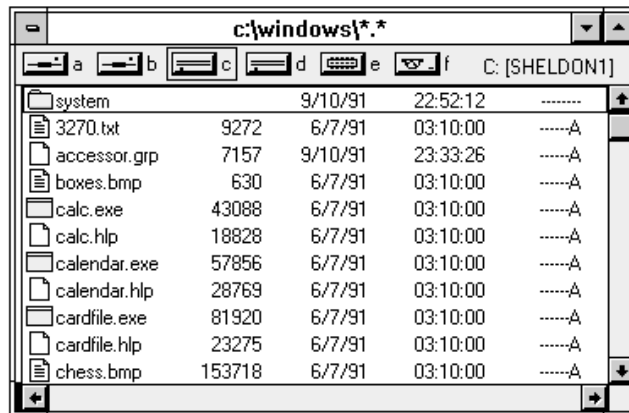 c:\windows\*.*
a b c d e f C: [SHELDON1]
system 9/10/91 22:52:12 --------
3270.txt 9272 6/7/91 03:10:00 ------A
accessor.grp 7157 9/10/91 23:33:26 ------A
boxes.bmp 630 6/7/91 03:10:00 ------A
calc.exe 43088 6/7/91 03:10:00 ------A
calc.hlp 18828 6/7/91 03:10:00 ------A
calendar.exe 57856 6/7/91 03:10:00 ------A
calendar.hlp 28769 6/7/91 03:10:00 ------A
cardfile.exe 81920 6/7/91 03:10:00 ------A
cardfile.hlp 23275 6/7/91 03:10:00 ------A
chess.bmp 153718 6/7/91 03:10:00 ------A